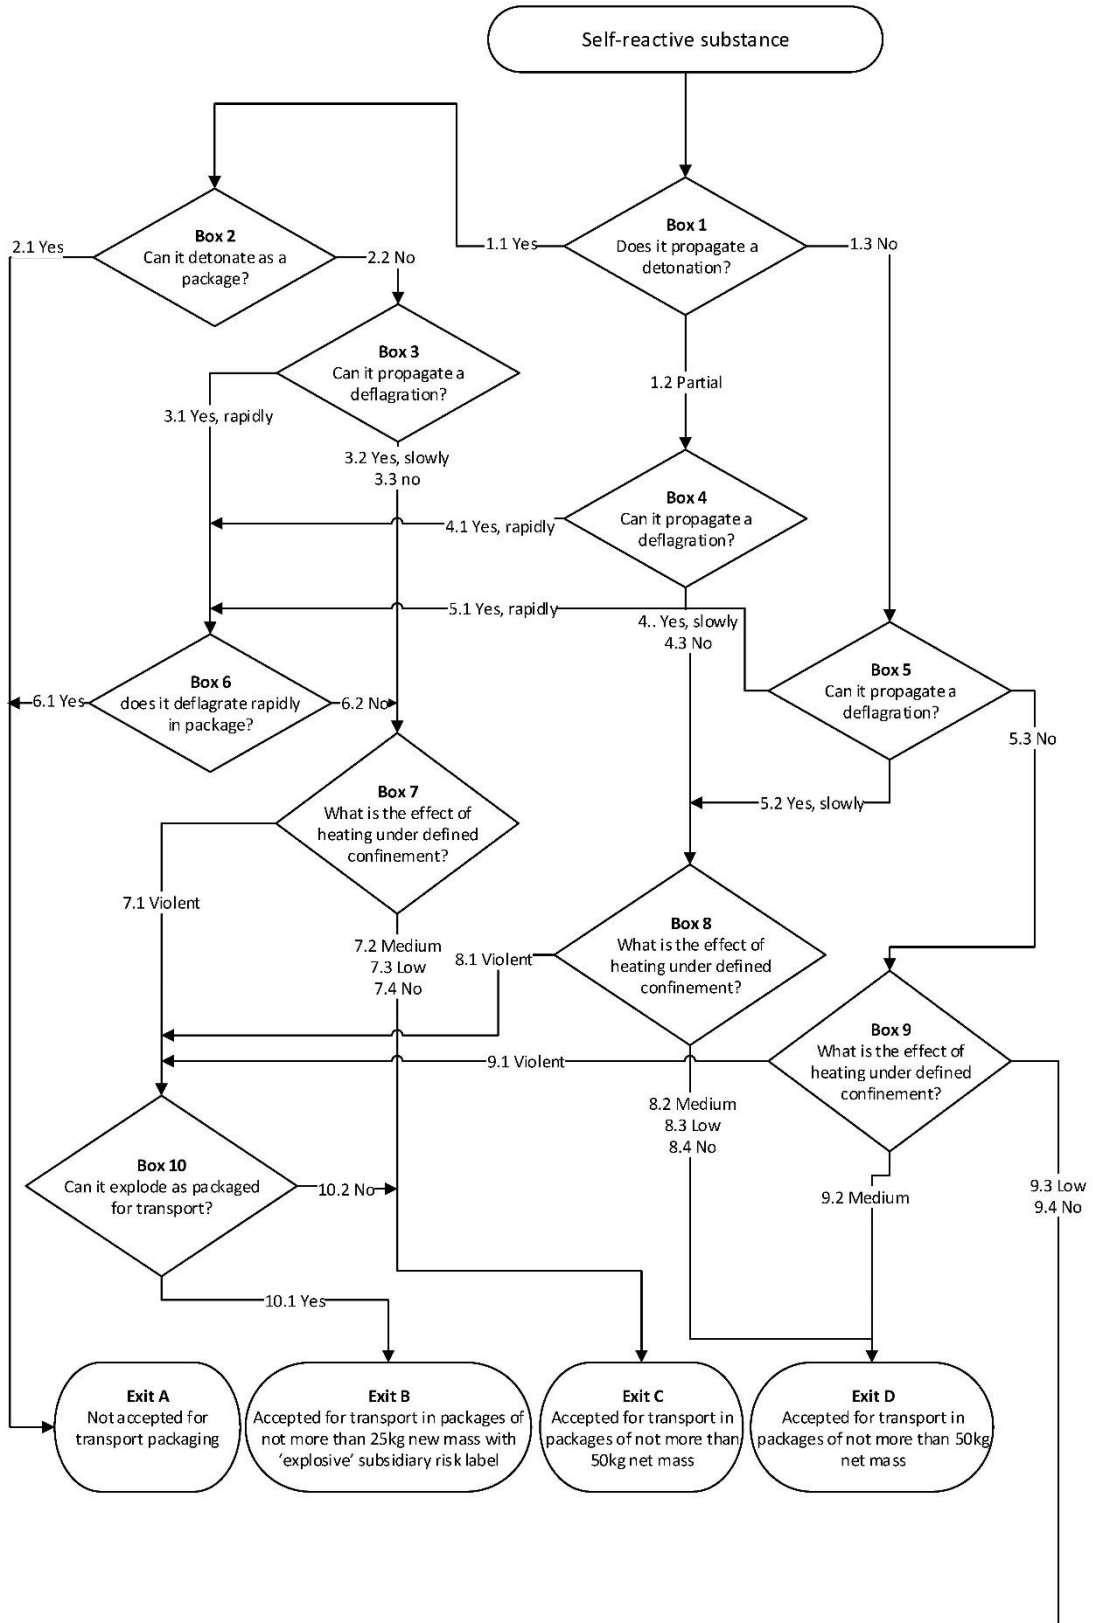 Self-reactive substance
Box 1
Does it propagate a
detonation?
1.1 Yes
1.3 No
1.2 Partial
Box 2
Can it detonate as a
package?
2.1 Yes
2.2 No
Box 3
Can it propagate a
deflagration?
3.1 Yes, rapidly
3.2 Yes, slowly
3.3 no
Box 4
Can it propagate a
deflagration?
4.1 Yes, rapidly
4.. Yes, slowly
4.3 No
Box 5
Can it propagate a
deflagration?
5.1 Yes, rapidly
5.2 Yes, slowly
5.3 No
Box 6
does it deflagrate rapidly
in package?
6.1 Yes
6.2 No
Box 7
What is the effect of
heating under defined
confinement?
7.1 Violent
7.2 Medium
7.3 Low
7.4 No
Box 8
What is the effect of
heating under defined
confinement?
8.1 Violent
8.2 Medium
8.3 Low
8.4 No
Box 9
What is the effect of
heating under defined
confinement?
9.1 Violent
9.2 Medium
9.3 Low
9.4 No
Box 10
Can it explode as packaged
for transport?
10.2 No
10.1 Yes
Exit A
Not accepted for
transport packaging
Exit B
Accepted for transport in packages of
not more than 25kg new mass with
‘explosive’ subsidiary risk label
Exit C
Accepted for transport in
packages of not more than
50kg net mass
Exit D
Accepted for transport in
packages of not more than 50kg
net mass